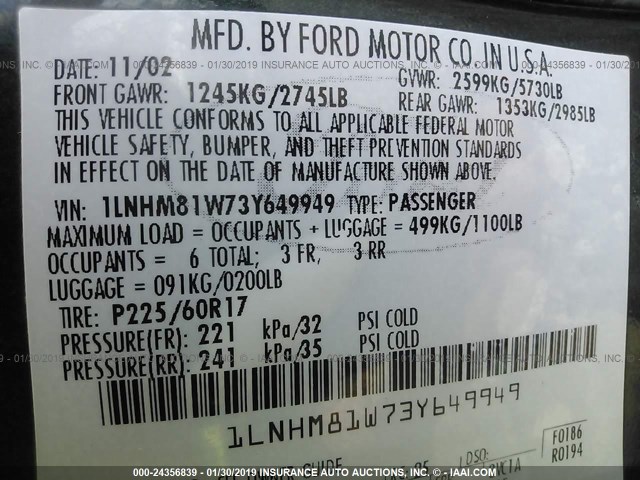 MFD. BY FORD MOTOR CO. IN U.S.A.
DATE: 11/02 GVWR: 2599KG/5730LB
FRONT GAWR: 1245KG/2745LB REAR GAWR: 1353KG/2985LB
THIS VEHICLE CONFORMS TO ALL APPLICABLE FEDERAL MOTOR
VEHICLE SAFETY, BUMPER, AND THEFT PREVENTION STANDARDS
IN EFFECT ON THE DATE OF MANUFACTURE SHOWN ABOVE.
VIN: 1LNHM81W73Y649949 TYPE: PASSENGER
MAXIMUM LOAD = OCCUPANTS + LUGGAGE = 499KG/1100LB
OCCUPANTS = 6 TOTAL; 3 FR, 3 RR
LUGGAGE = 091KG/0200LB
TIRE: P225/60R17
PRESSURE(FR): 221 kPa/32 PSI COLD
PRESSURE(RR): 241 kPa/35 PSI COLD
1LNHM81W73Y649949
F0186
R0194
DSO:
GUIDE
000-24356839 - 01/30/2019 - IAA, INC. - © IAAI.COM